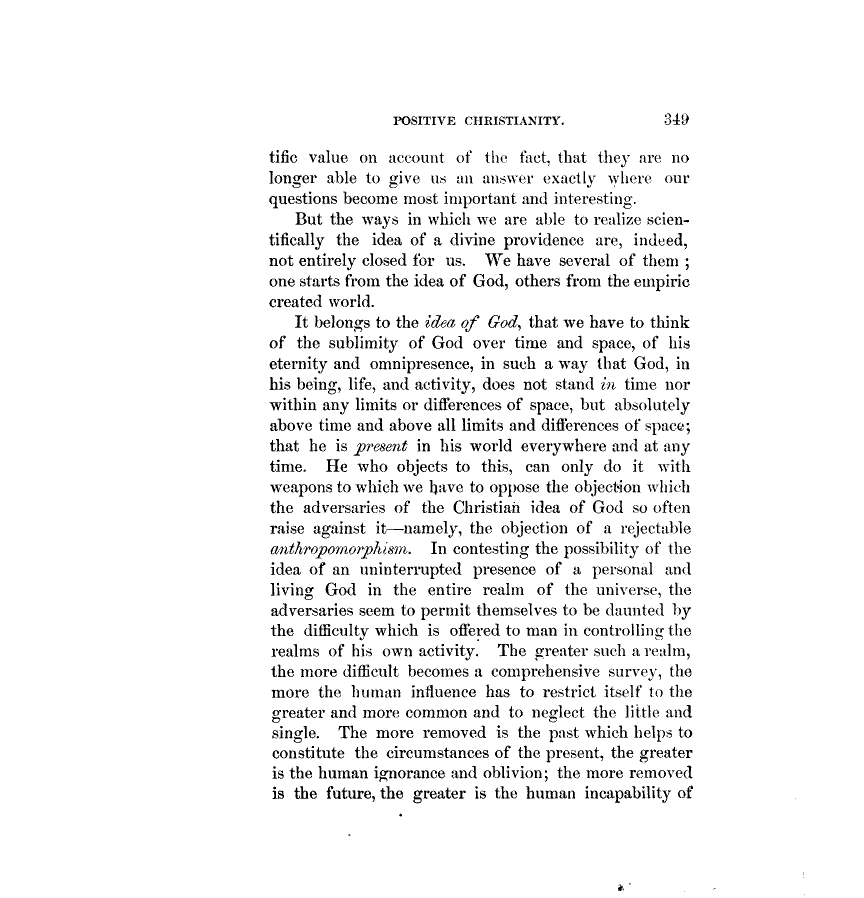 POSITIVE CHRISTIANITY. 349
tific value on account of the fact, that they are no
longer able to give us an answer exactly where our
questions become most important and interesting.
But the ways in which we are able to realize scien-
tifically the idea of a divine providence are, indeed,
not entirely closed for us. We have several of them ;
one starts from the idea of God, others from the empiric
created world.
It belongs to the idea of God, that we have to think
of the sublimity of God over time and space, of his
eternity and omnipresence, in such a way that God, in
his being, life, and activity, does not stand in time nor
within any limits or differences of space, but absolutely
above time and above all limits and differences of space;
that he is present in his world everywhere and at any
time. He who objects to this, can only do it with
weapons to which we have to oppose the objection which
the adversaries of the Christian idea of God so often
raise against it—namely, the objection of a rejectable
anthropomorphism. In contesting the possibility of the
idea of an uninterrupted presence of a personal and
living God in the entire realm of the universe, the
adversaries seem to permit themselves to be daunted by
the difficulty which is offered to man in controlling the
realms of his own activity. The greater such a realm,
the more difficult becomes a comprehensive survey, the
more the human influence has to restrict itself to the
greater and more common and to neglect the little and
single. The more removed is the past which helps to
constitute the circumstances of the present, the greater
is the human ignorance and oblivion; the more removed
is the future, the greater is the human incapability of